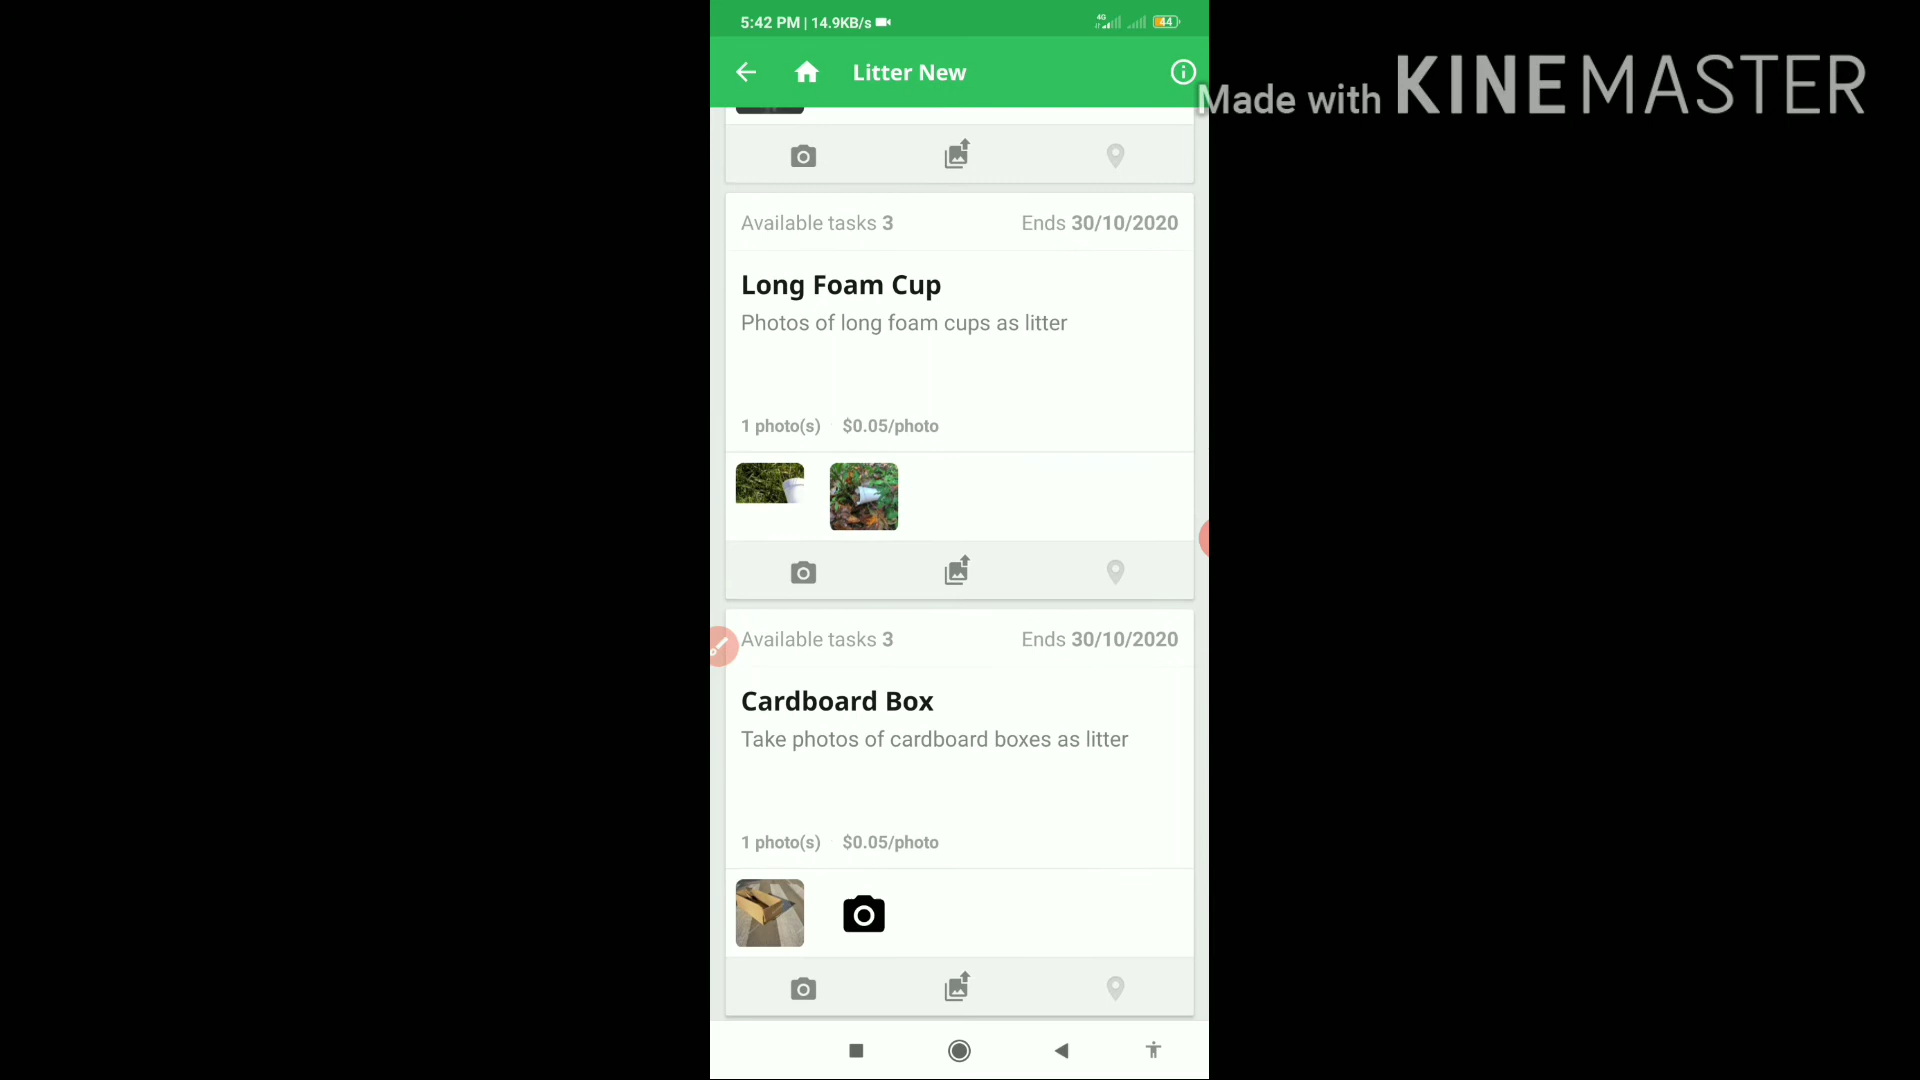 5:42 PM | 14.9KB/s
4G
44
Litter New
Made with KINEMASTER
Available tasks 3
Ends 30/10/2020
Long Foam Cup
Photos of long foam cups as litter
1 photo(s)
$0.05/photo
Available tasks 3
Ends 30/10/2020
Cardboard Box
Take photos of cardboard boxes as litter
1 photo(s)
$0.05/photo